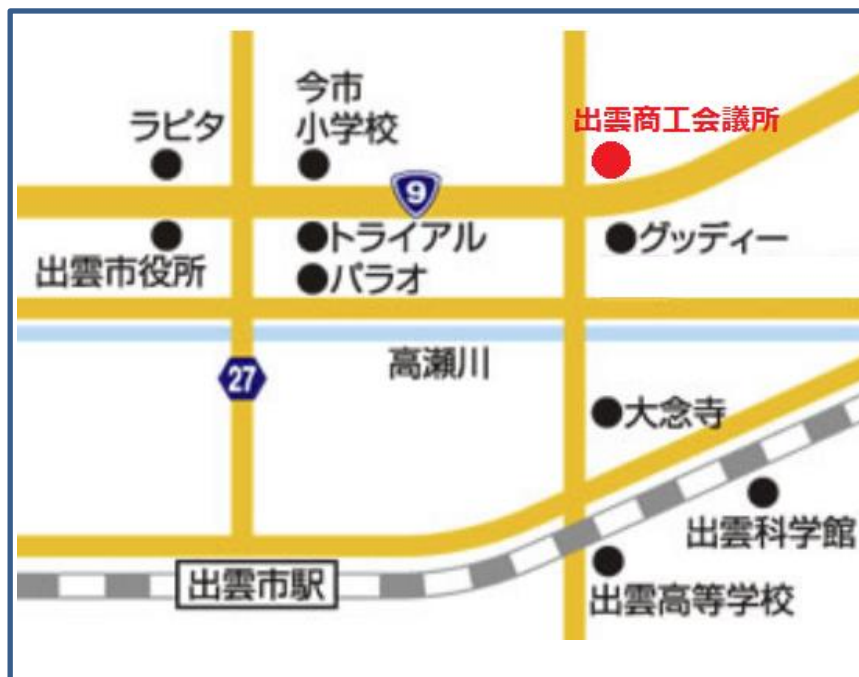 今市
小学校
ラピタ
出雲商工会議所
9
トライアル
グッディー
出雲市役所
パラオ
高瀬川
27
大念寺
出雲科学館
出雲市駅
出雲高等学校